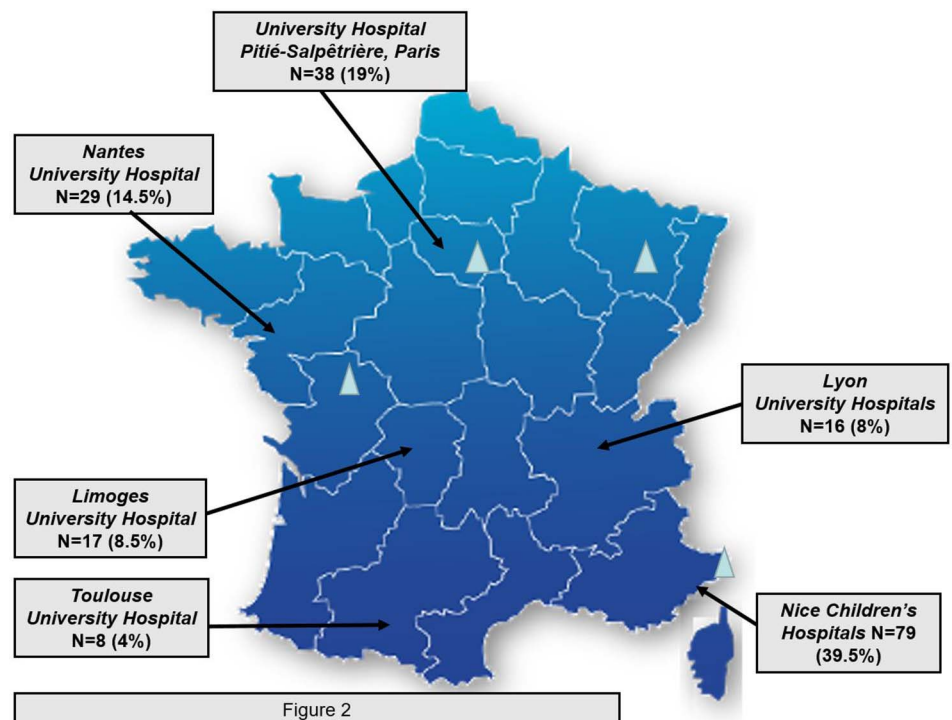 University Hospital
Pitié-Salpêtrière, Paris
N=38 (19%)
Nantes
University Hospital
N=29 (14.5%)
Lyon
University Hospitals
N=16 (8%)
Limoges
University Hospital
N=17 (8.5%)
Toulouse
University Hospital
N=8 (4%)
Nice Children's
Hospitals N=79
(39.5%)
Figure 2